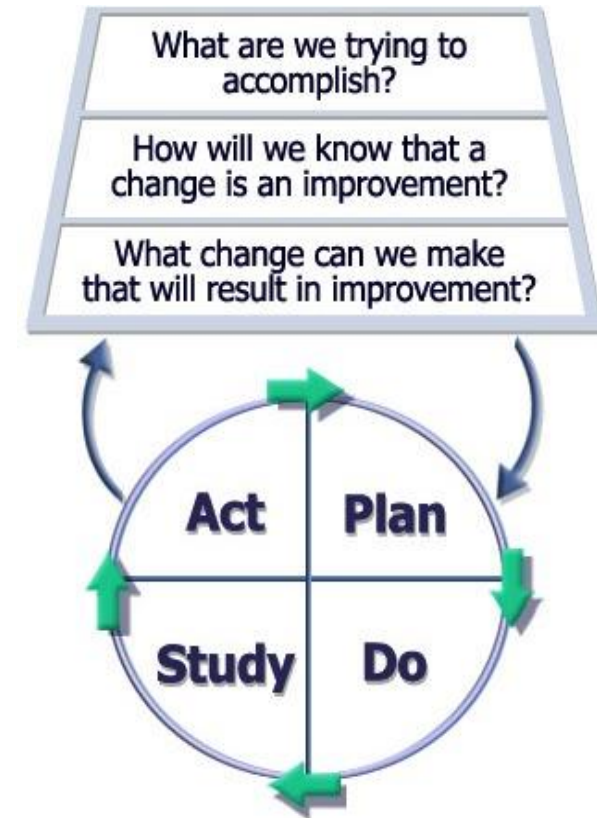 What are we trying to
accomplish?
How will we know that a
change is an improvement?
What change can we make
that will result in improvement?
Act
Plan
Study
Do